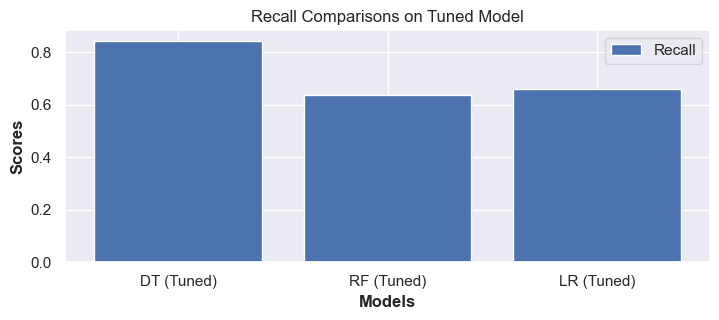 Recall Comparisons on Tuned Model
Recall
Scores
0.8
0.6
0.4
0.2
0.0
DT (Tuned)
RF (Tuned)
LR (Tuned)
Models